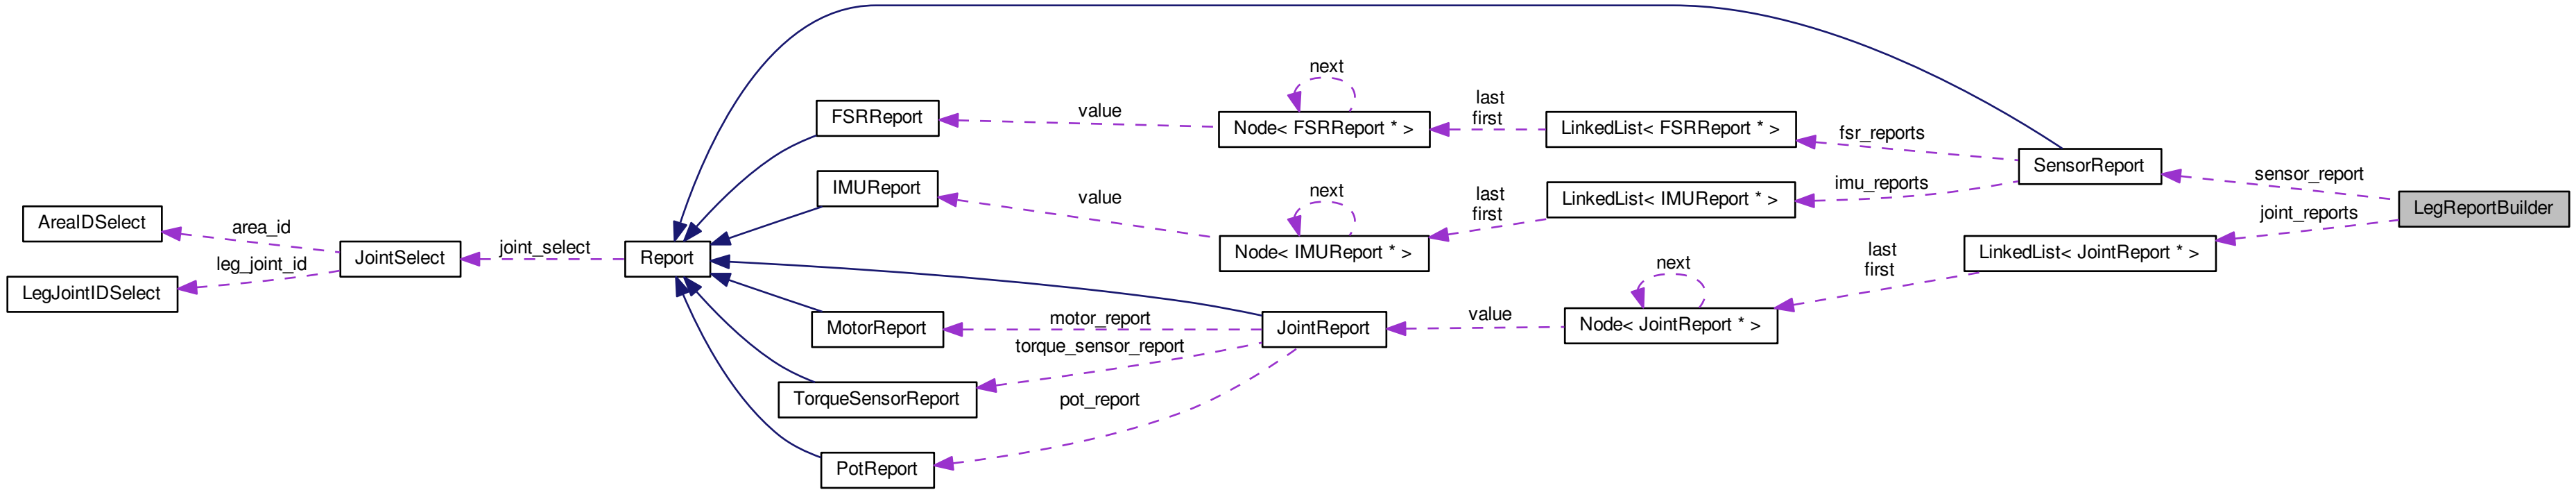 next
last
first
value
FSRReport
Node< FSRReport * >
LinkedList< FSRReport * >
fsr_reports
SensorReport
sensor_report
imu_reports
LegReportBuilder
joint_reports
IMUReport
value
next
last
first
LinkedList< IMUReport * >
Node< IMUReport * >
AreaIDSelect
area_id
leg_joint_id
LegJointIDSelect
JointSelect
joint_select
Report
LinkedList< JointReport * >
last
first
next
Node< JointReport * >
value
JointReport
motor_report
MotorReport
torque_sensor_report
TorqueSensorReport
pot_report
PotReport